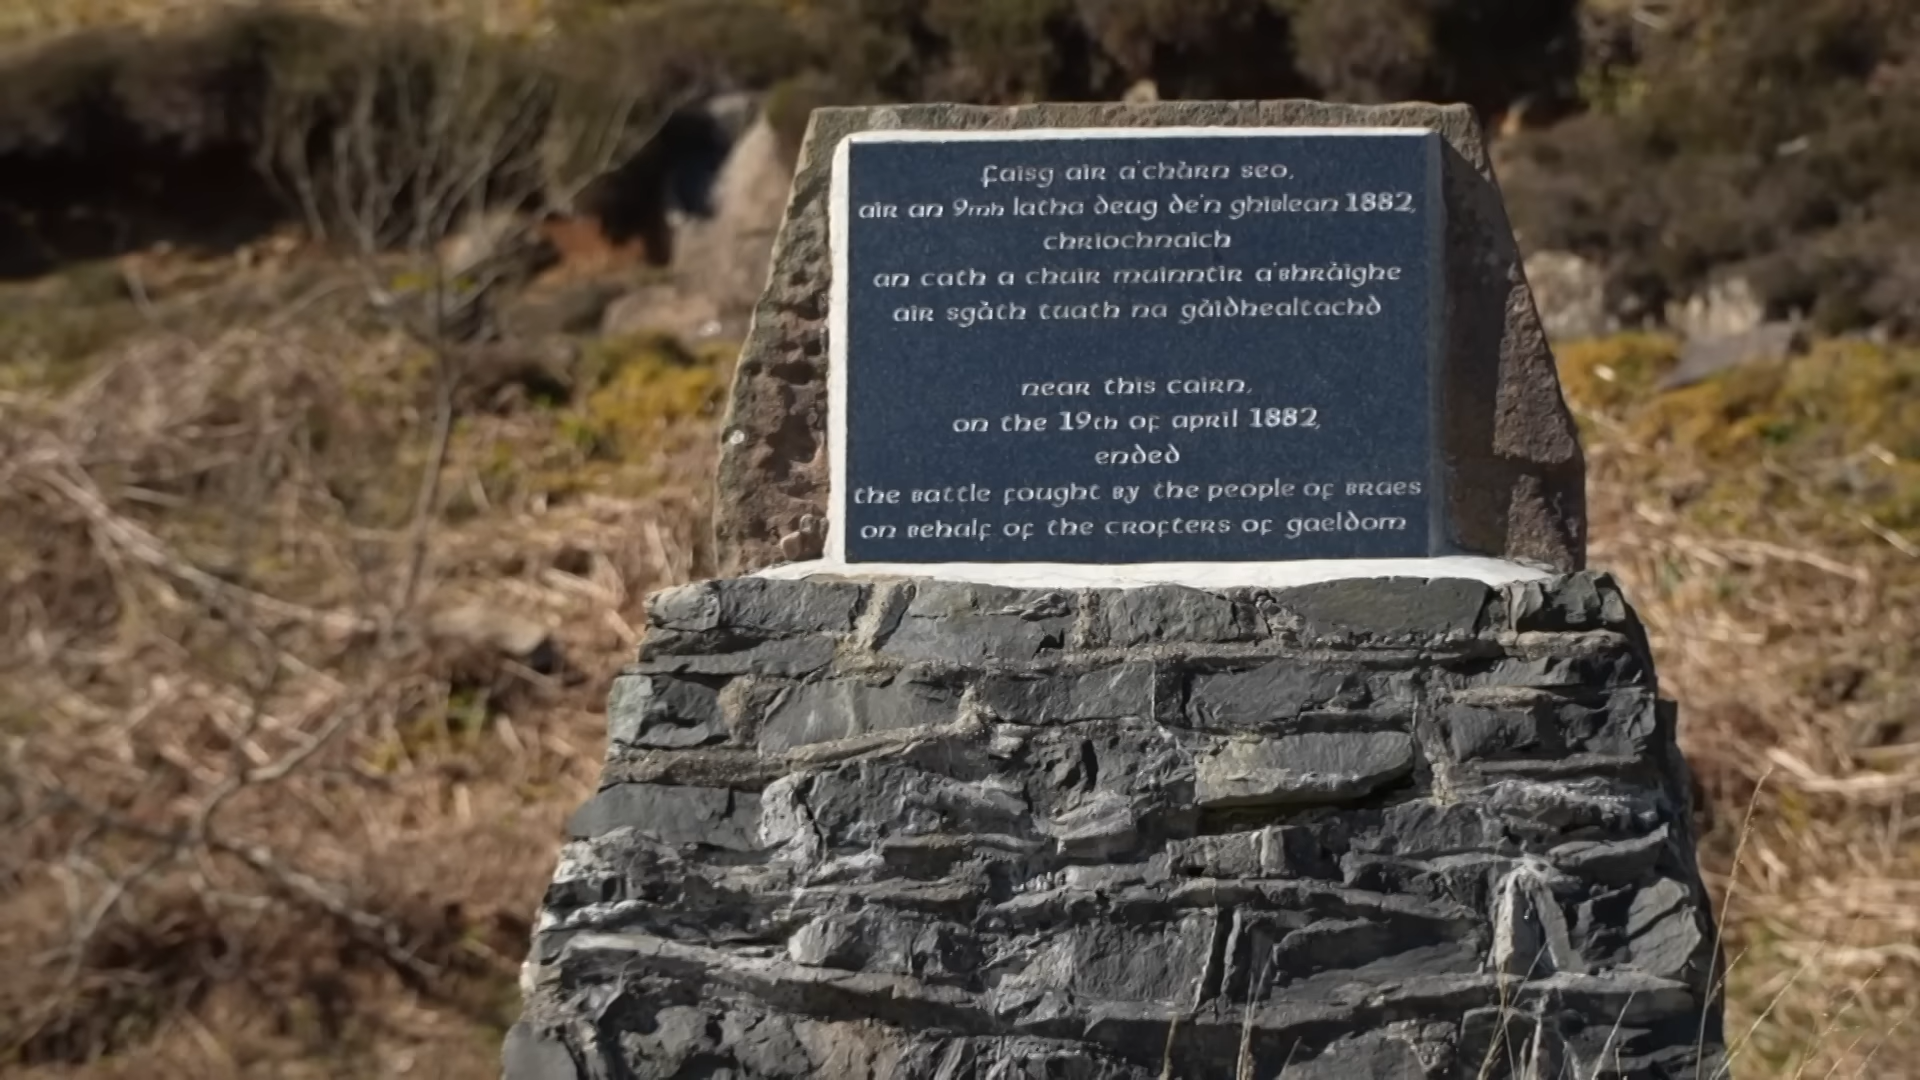 faisg air a'chàrn seo,
air an 9mh latha deug de'n ghiblean 1882,
chriochnaich
an cath a chuir muinntir a'bhràighe
air sgàth tuath na gàidhealtachd
near this cairn,
on the 19th of april 1882,
ended
the battle fought by the people of braes
on behalf of the crofters of gaeldom